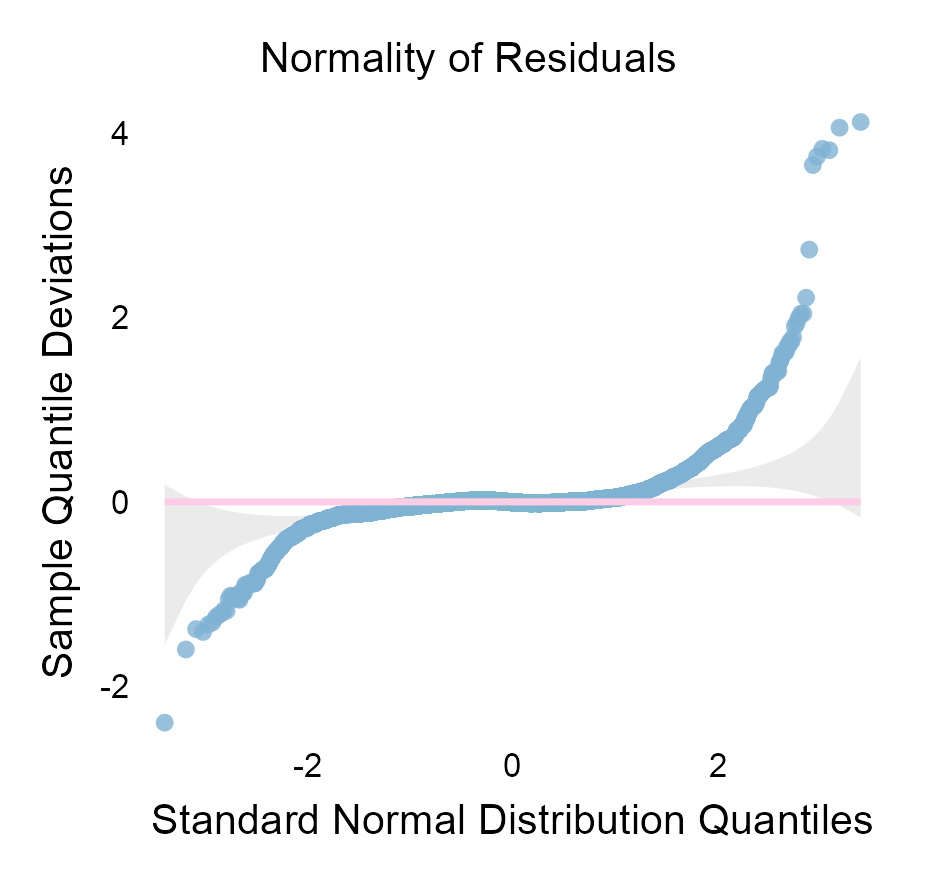 Normality of Residuals
Sample Quantile Deviations
4
2
0
-2
-2
0
2
Standard Normal Distribution Quantiles